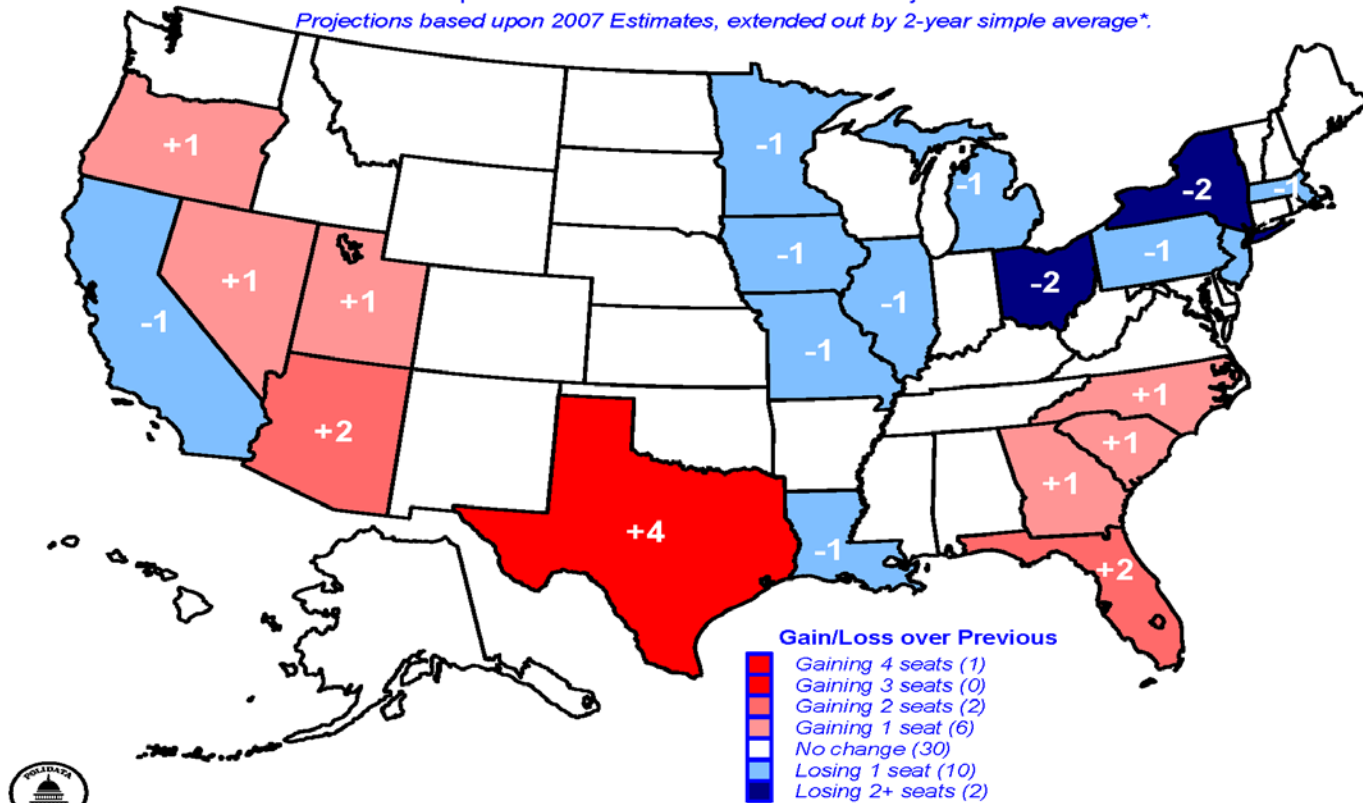 Projections based upon 2007 Estimates, extended out by 2-year simple average*.
+1
-1
+1
+1
+2
+4
-1
-1
-1
-1
-1
-1
-2
-2
-1
-1
+1
+1
+1
+2
Gain/Loss over Previous
Gaining 4 seats (1)
Gaining 3 seats (0)
Gaining 2 seats (2)
Gaining 1 seat (6)
No change (30)
Losing 1 seat (10)
Losing 2+ seats (2)
POLIDATA